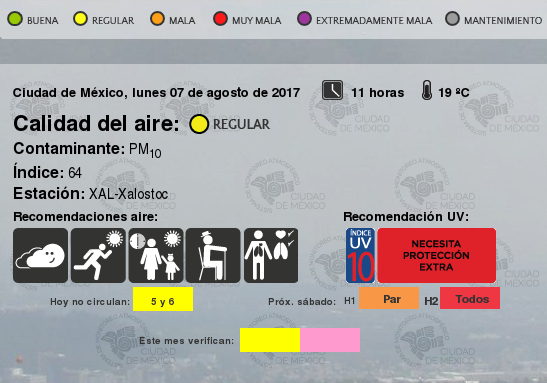 BUENA REGULAR MALA MUY MALA EXTREMADAMENTE MALA MANTENIMIENTO
Ciudad de México, lunes 07 de agosto de 2017 11 horas 19 ºC
Calidad del aire: REGULAR
Contaminante: PM10
Índice: 64
Estación: XAL-Xalostoc
Recomendaciones aire: Recomendación UV:
ÍNDICE UV 10 NECESITA PROTECCIÓN EXTRA
Hoy no circulan: 5 y 6 Próx. sábado: H1 Par H2 Todos
Este mes verifican: